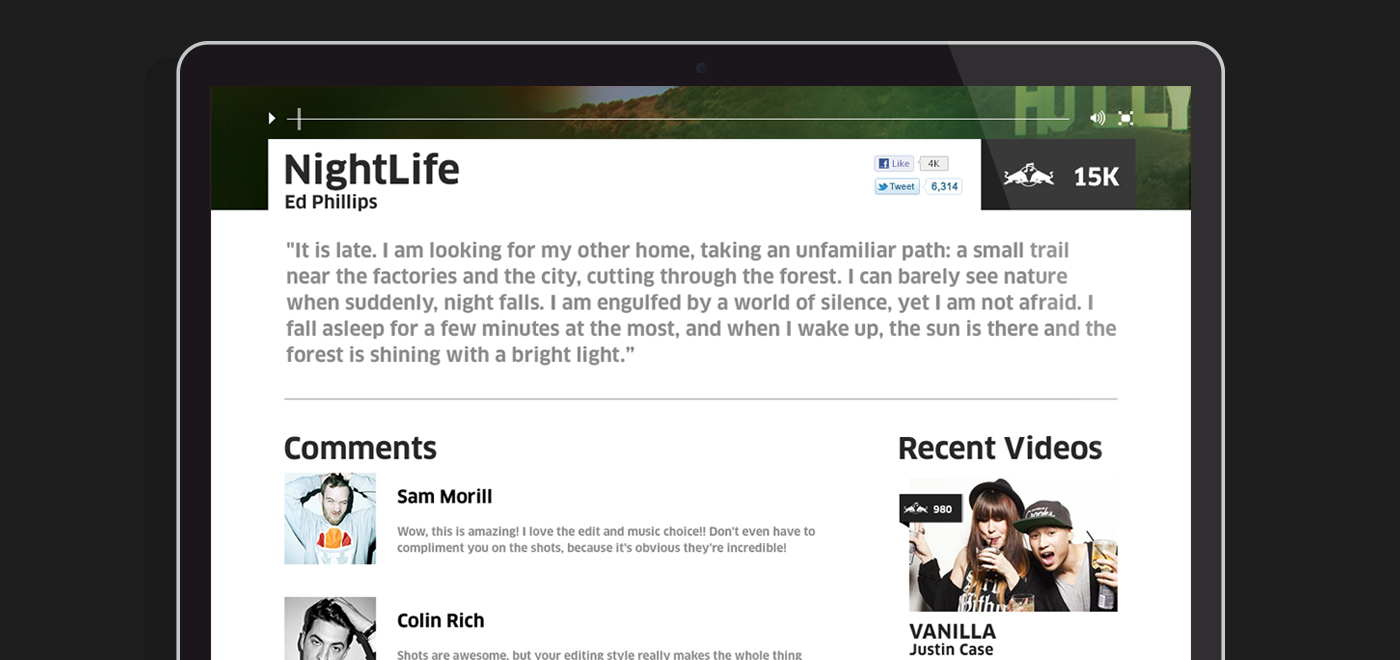 HOLLY
NightLife
Ed Phillips
Like
4K
Tweet
6,314
15K
"It is late. I am looking for my other home, taking an unfamiliar path: a small trail
near the factories and the city, cutting through the forest. I can barely see nature
when suddenly, night falls. I am engulfed by a world of silence, yet I am not afraid. I
fall asleep for a few minutes at the most, and when I wake up, the sun is there and the
forest is shining with a bright light.”
Comments
Sam Morill
Wow, this is amazing! I love the edit and music choice!! Don't even have to
compliment you on the shots, because it's obvious they're incredible!
Colin Rich
Shots are awesome, but your editing style really makes the whole thing
Recent Videos
980
VANILLA
Justin Case